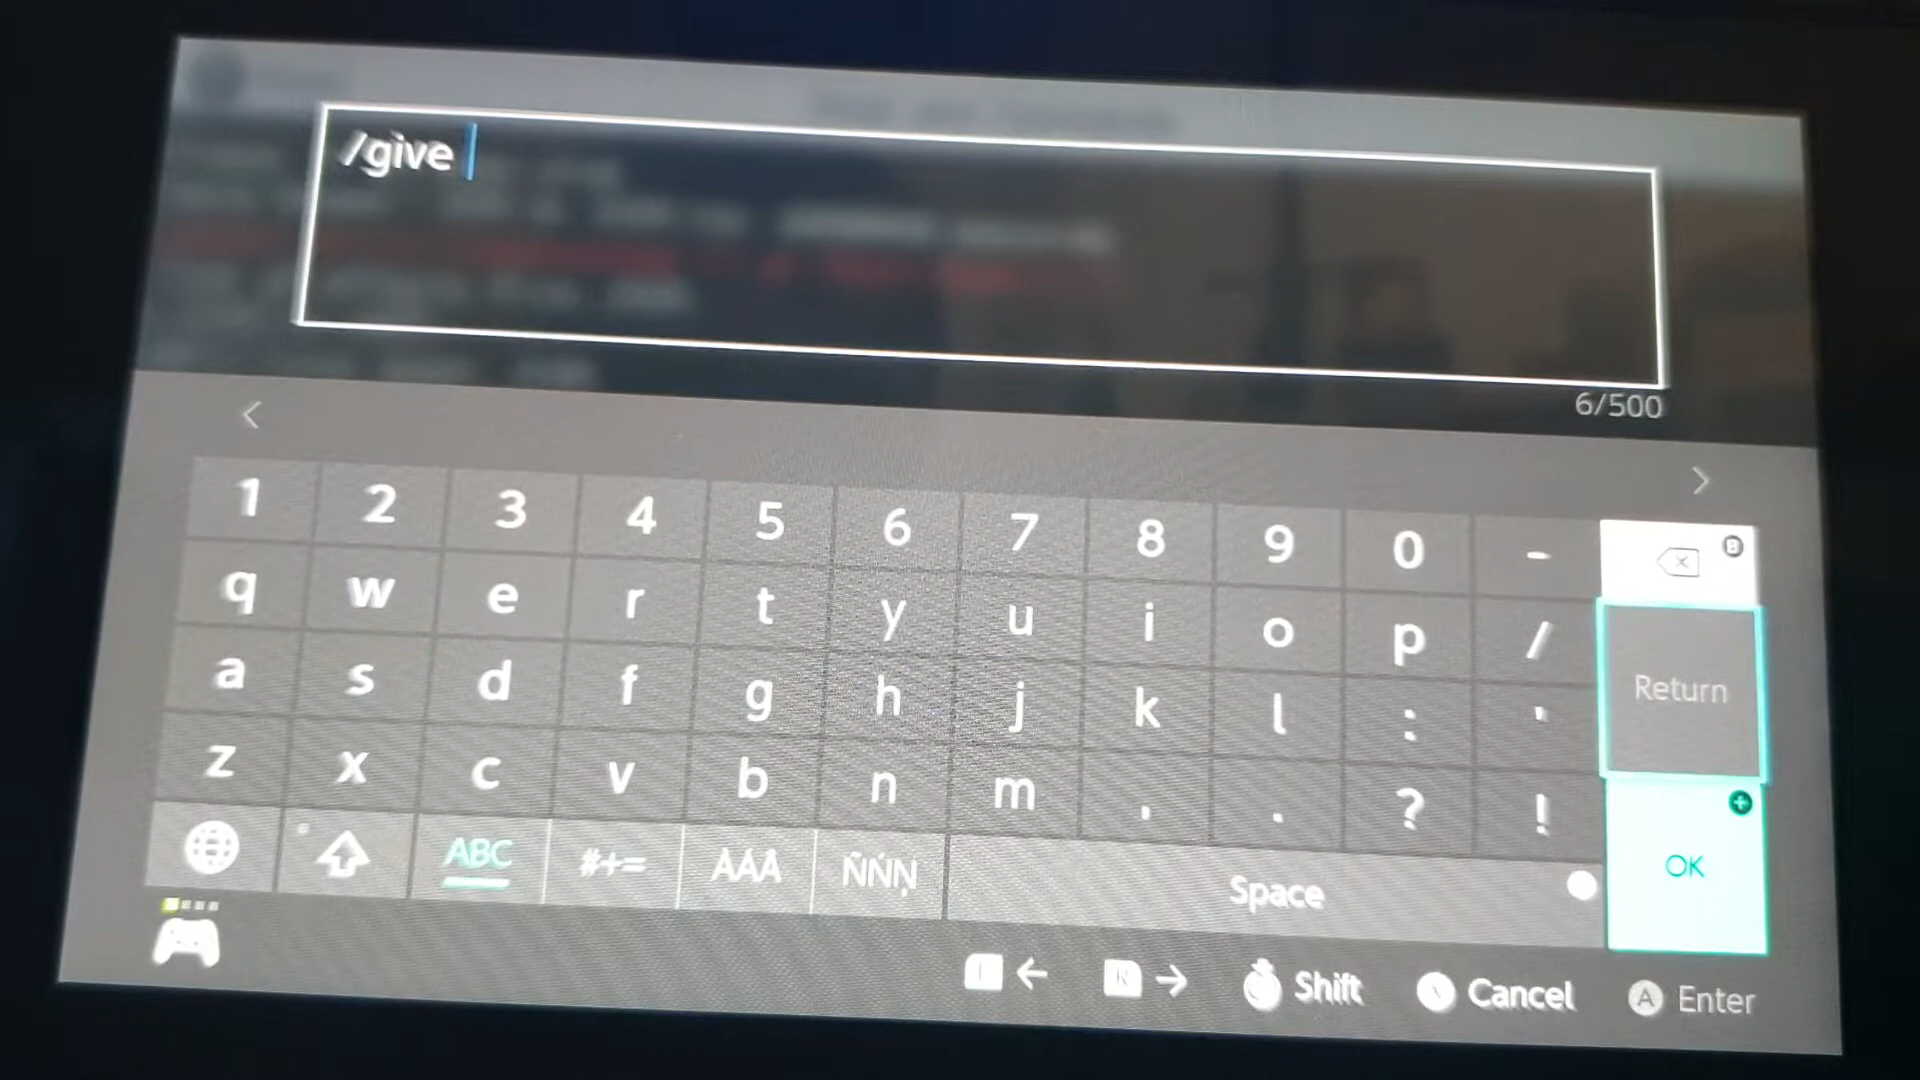 /give
6/500
1 2 3 4 5 6 7 8 9 0 -
q w e r t y u i o p /
a s d f g h j k l : '
z x c v b n m , . ? !
B
Return
+
OK
ABC #+= ÀÁÂ ÑŃŅ Space
L ← R → Shift Cancel A Enter